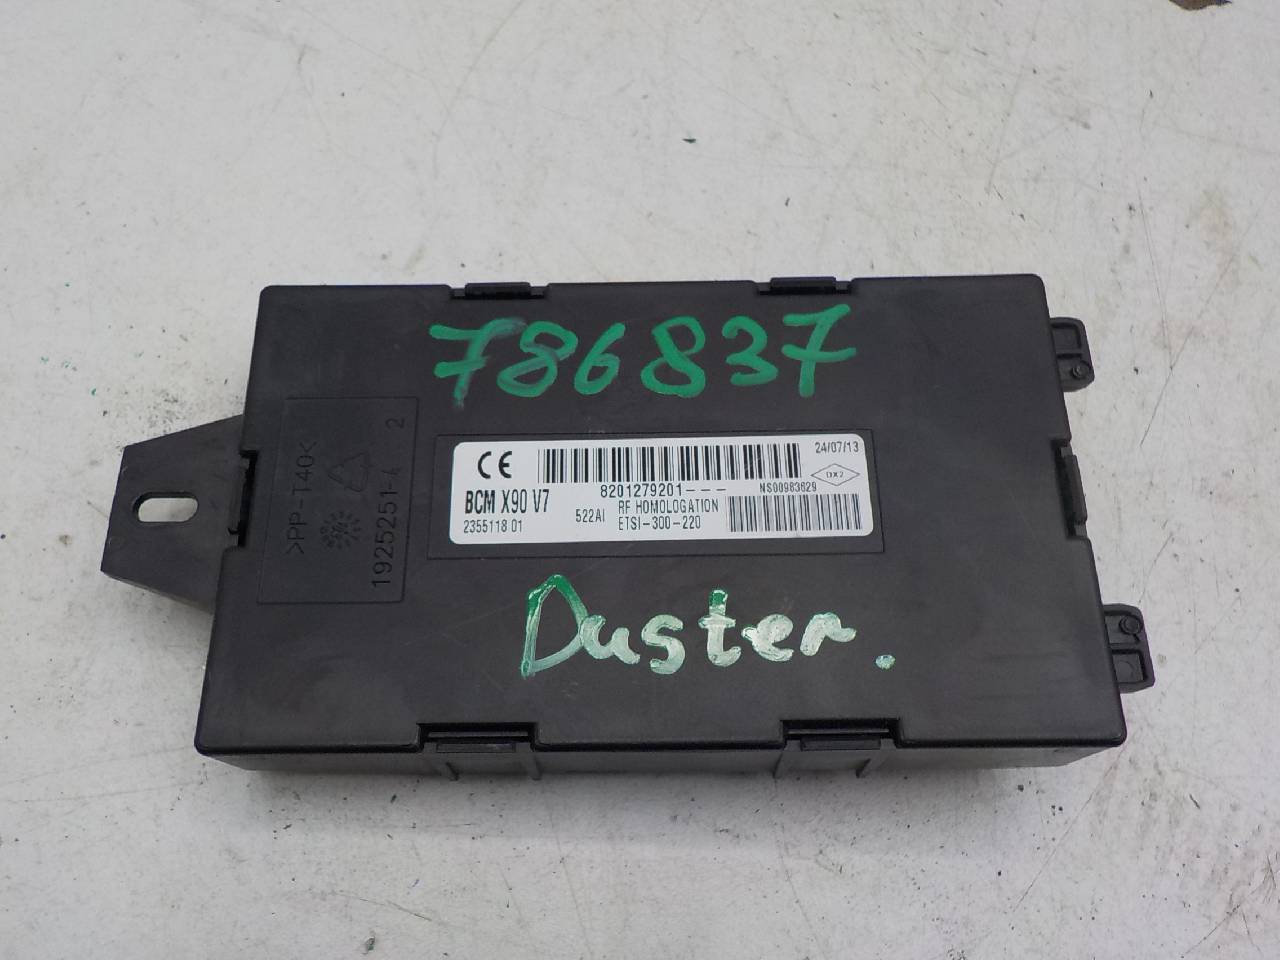 786837
>PP-T40<
1925251-4
2
CE
24/07/13
DX2
BCM X90 V7
8201279201---
NS00983629
2355118 01
522AI
RF HOMOLOGATION
ETSI-300-220
Duster.